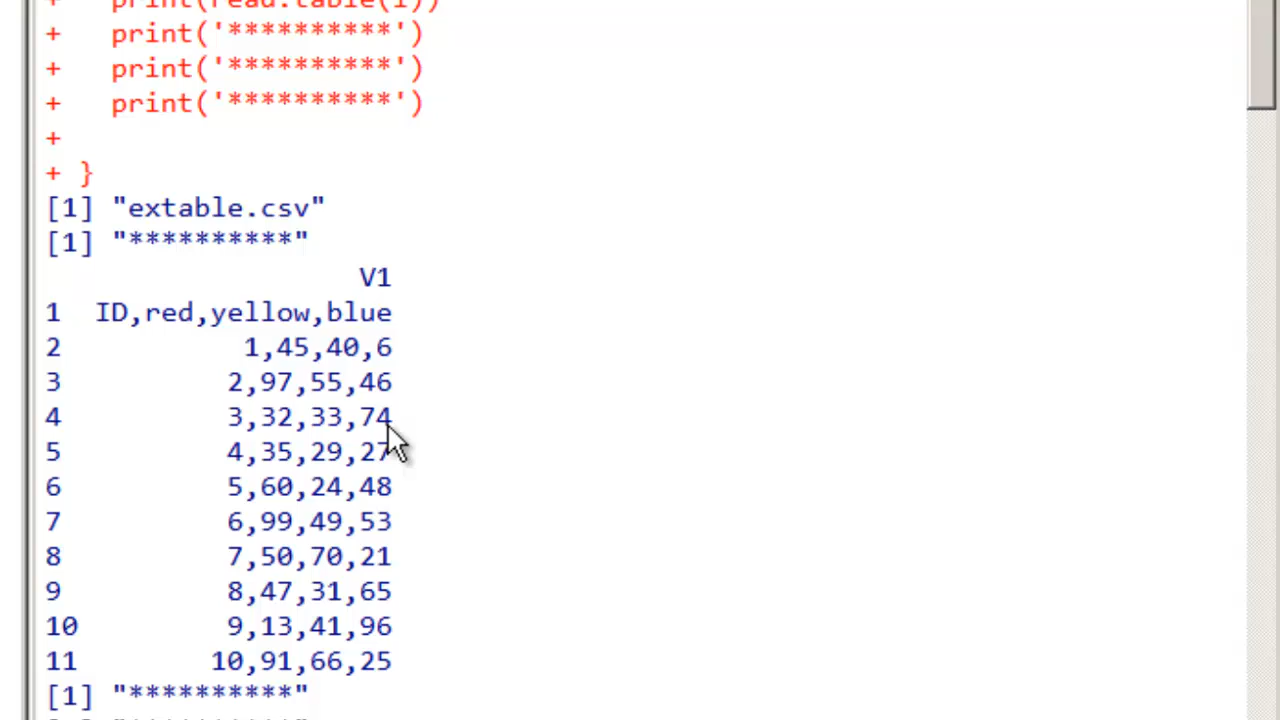 +   print(read.table(i))
+   print('**********')
+   print('**********')
+   print('**********')
+
+ }
[1] "extable.csv"
[1] "**********"
V1
1  ID,red,yellow,blue
2  1,45,40,6
3  2,97,55,46
4  3,32,33,74
5  4,35,29,27
6  5,60,24,48
7  6,99,49,53
8  7,50,70,21
9  8,47,31,65
10  9,13,41,96
11  10,91,66,25
[1] "**********"